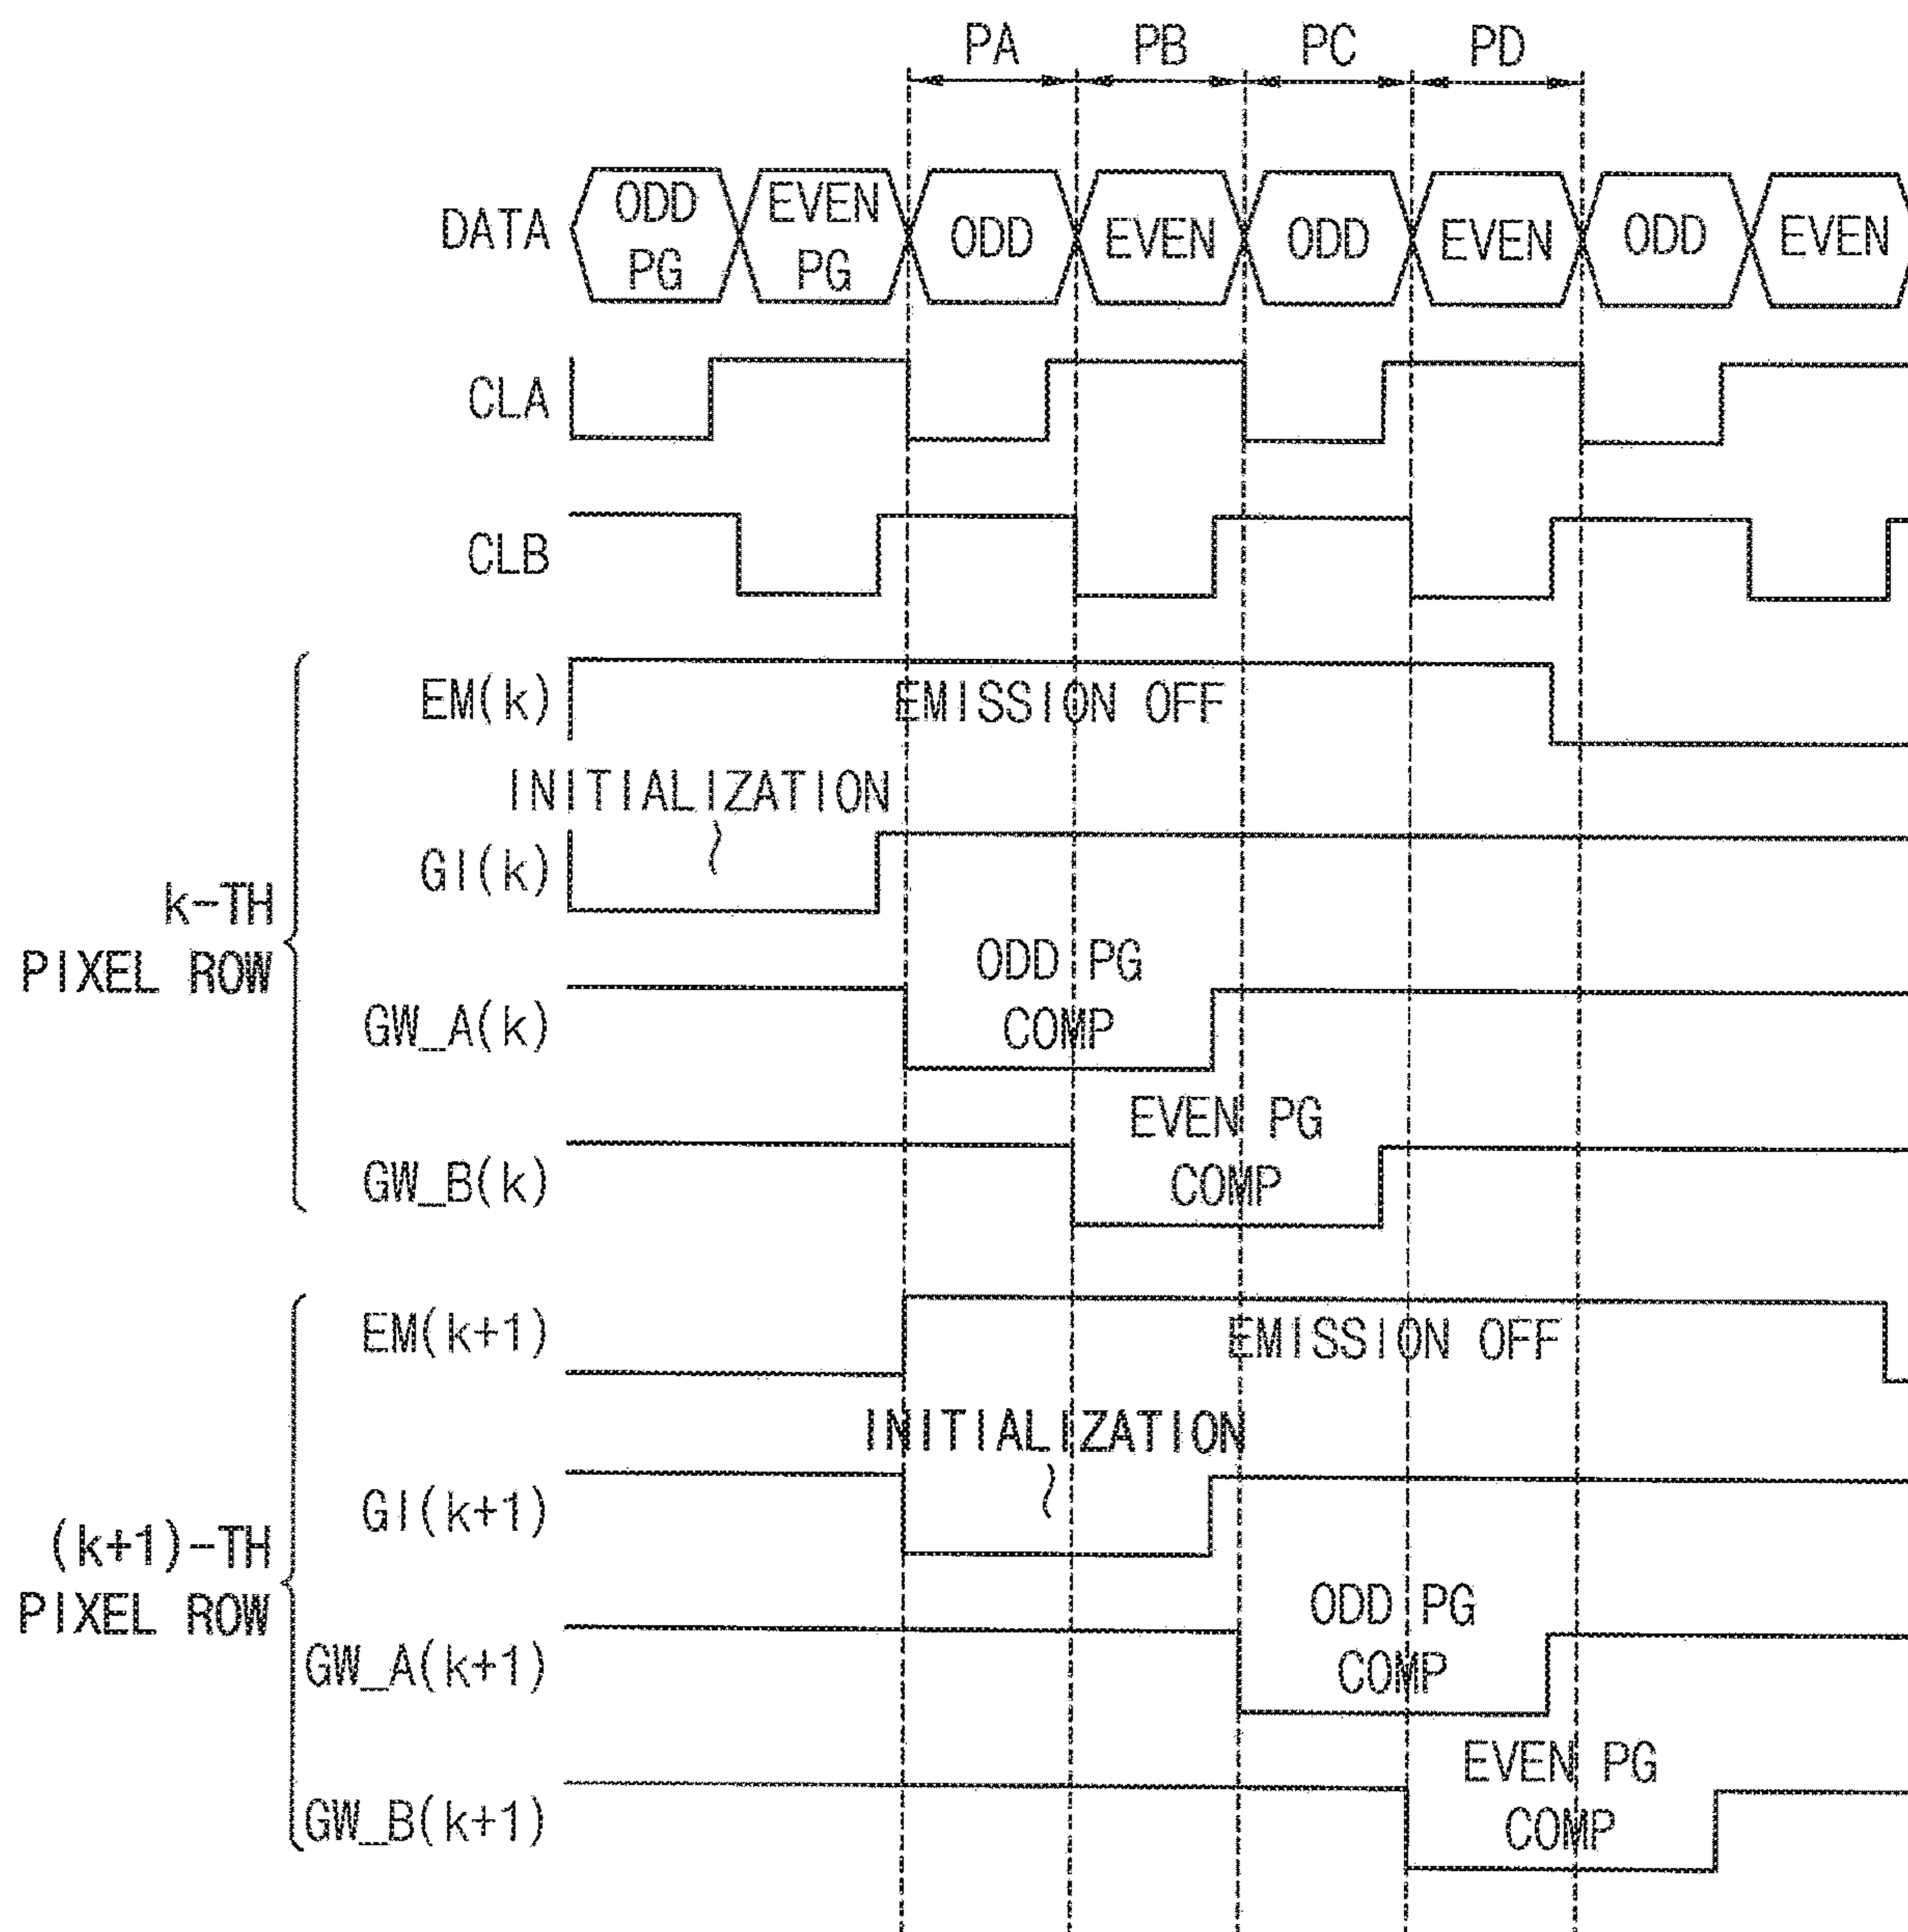 PA PB PC PD
DATA
ODD PG
EVEN PG
ODD
EVEN
ODD
EVEN
ODD
EVEN
CLA
CLB
k-TH
PIXEL ROW
EM(k)
EMISSION OFF
INITIALIZATION
GI(k)
ODD PG
COMP
GW_A(k)
EVEN PG
COMP
GW_B(k)
(k+1)-TH
PIXEL ROW
EM(k+1)
EMISSION OFF
INITIALIZATION
GI(k+1)
ODD PG
COMP
GW_A(k+1)
EVEN PG
COMP
GW_B(k+1)